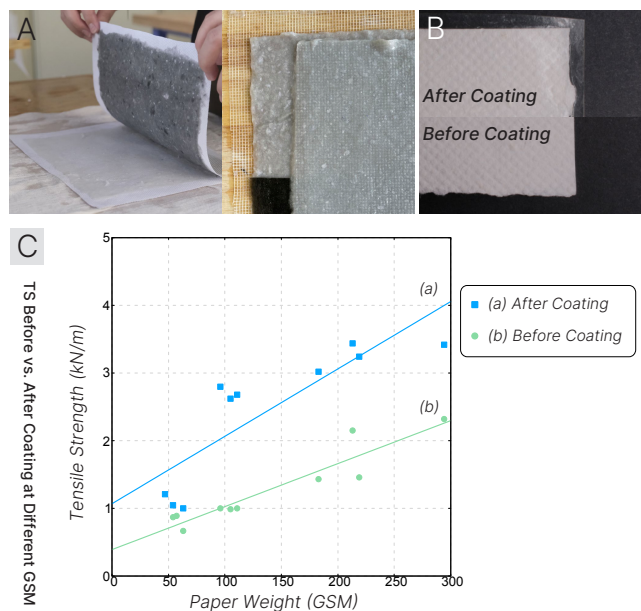 A
B
After Coating
Before Coating
C
TS Before vs. After Coating at Different GSM
Tensile Strength (kN/m)
5
4
3
2
1
0
0
50
100
150
200
250
300
Paper Weight (GSM)
(a)
(b)
(a) After Coating
(b) Before Coating